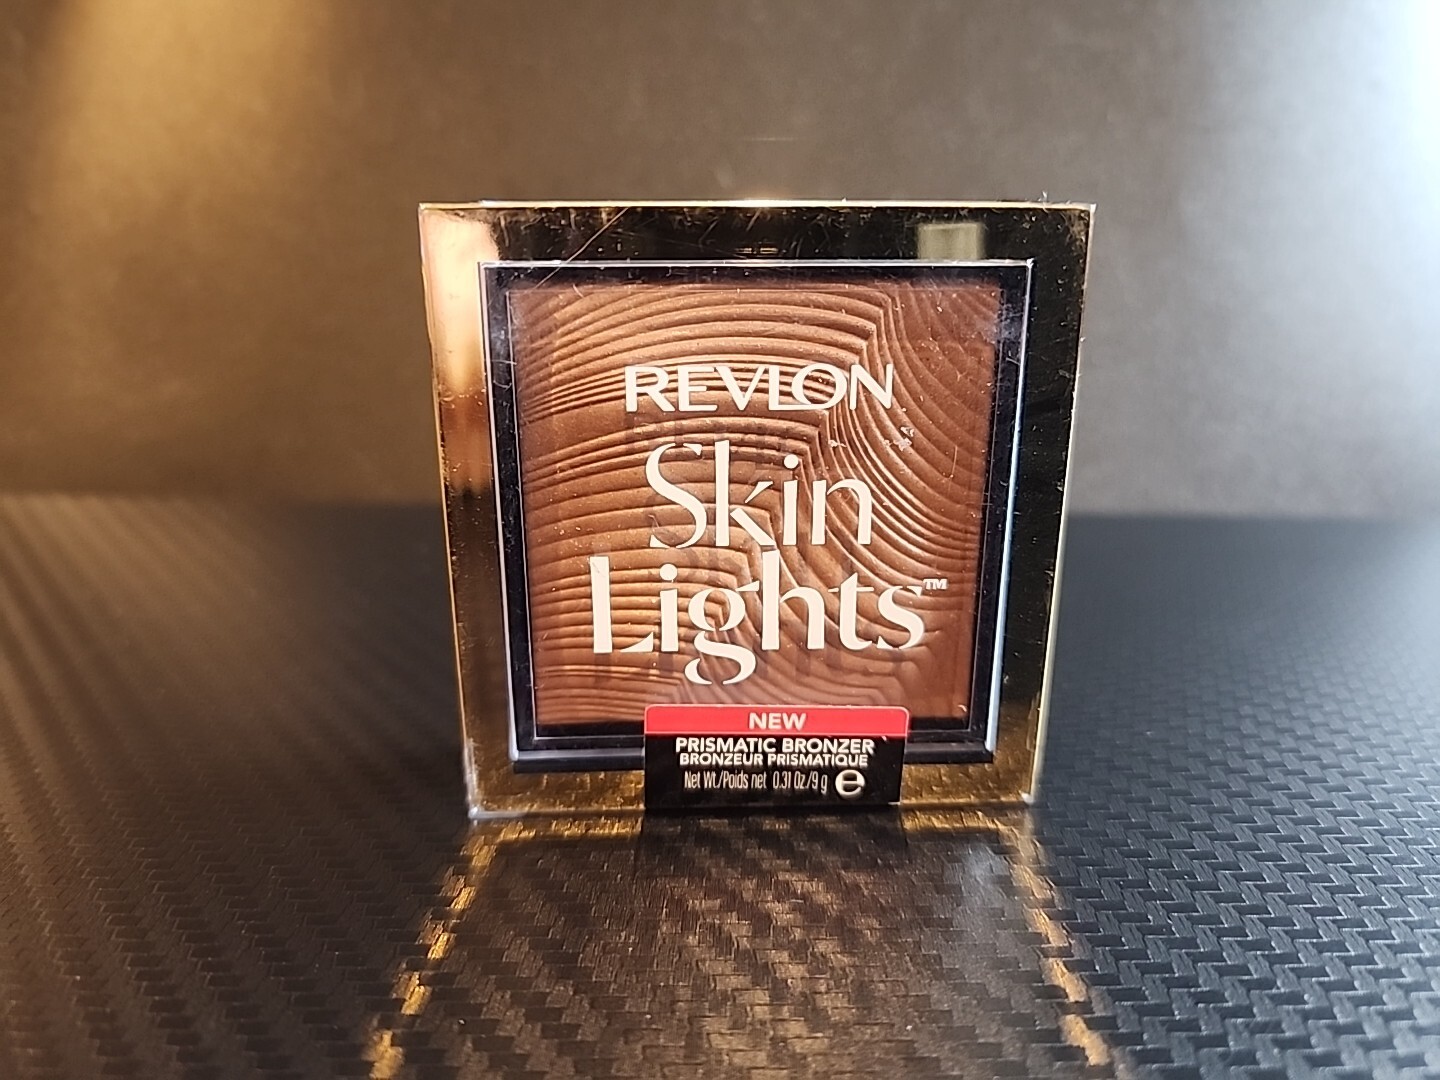 REVLON
Skin
Lights™
NEW
PRISMATIC BRONZER
BRONZEUR PRISMATIQUE
Net Wt/Poids net 0.31 Oz/9 g ℮